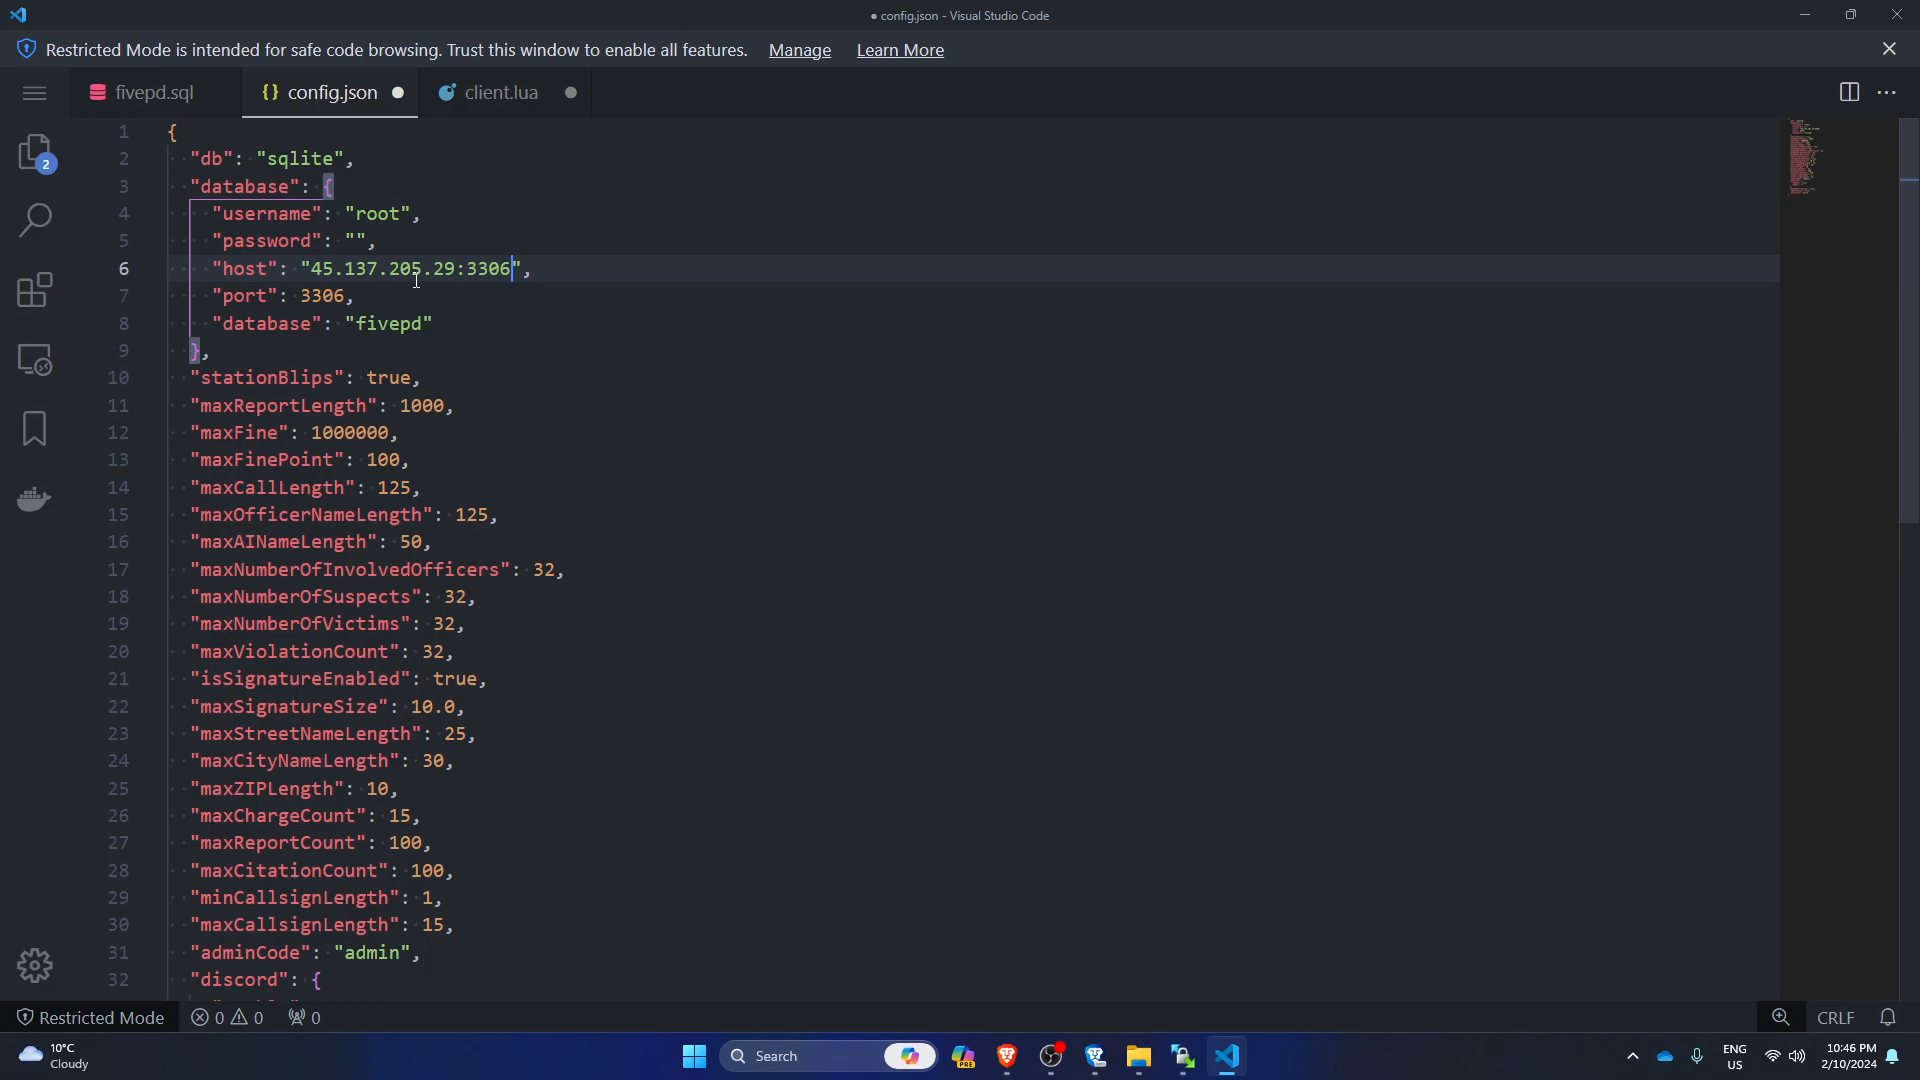 ● config.json - Visual Studio Code
Restricted Mode is intended for safe code browsing. Trust this window to enable all features. Manage Learn More
fivepd.sql {} config.json ● client.lua ●
1 {
2 "db": "sqlite",
3 "database": {
4 "username": "root",
5 "password": "",
6 "host": "45.137.205.29:3306",
7 "port": 3306,
8 "database": "fivepd"
9 },
10 "stationBlips": true,
11 "maxReportLength": 1000,
12 "maxFine": 1000000,
13 "maxFinePoint": 100,
14 "maxCallLength": 125,
15 "maxOfficerNameLength": 125,
16 "maxAINameLength": 50,
17 "maxNumberOfInvolvedOfficers": 32,
18 "maxNumberOfSuspects": 32,
19 "maxNumberOfVictims": 32,
20 "maxViolationCount": 32,
21 "isSignatureEnabled": true,
22 "maxSignatureSize": 10.0,
23 "maxStreetNameLength": 25,
24 "maxCityNameLength": 30,
25 "maxZIPLength": 10,
26 "maxChargeCount": 15,
27 "maxReportCount": 100,
28 "maxCitationCount": 100,
29 "minCallsignLength": 1,
30 "maxCallsignLength": 15,
31 "adminCode": "admin",
32 "discord": {
2
Restricted Mode 0 0 0 CRLF
10°C
Cloudy
Search
PRE
ENG
US
10:46 PM
2/10/2024